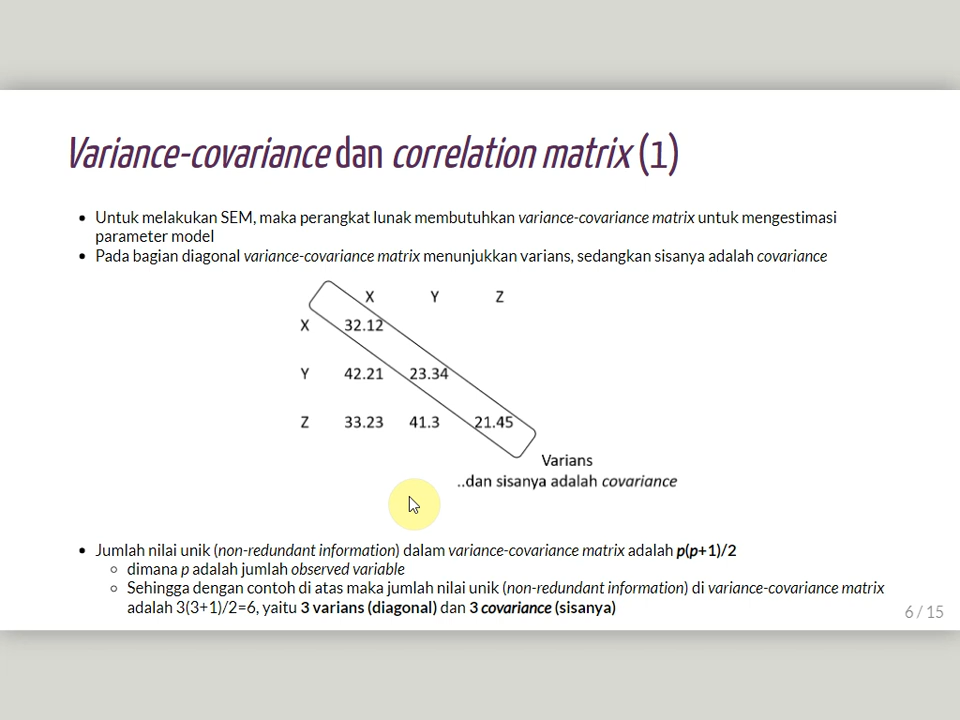 Variance-covariance dan correlation matrix (1)
Untuk melakukan SEM, maka perangkat lunak membutuhkan variance-covariance matrix untuk mengestimasi
parameter model
Pada bagian diagonal variance-covariance matrix menunjukkan varians, sedangkan sisanya adalah covariance
X Y Z
X 32.12
Y 42.21 23.34
Z 33.23 41.3 21.45
Varians
..dan sisanya adalah covariance
Jumlah nilai unik (non-redundant information) dalam variance-covariance matrix adalah p(p+1)/2
dimana p adalah jumlah observed variable
Sehingga dengan contoh di atas maka jumlah nilai unik (non-redundant information) di variance-covariance matrix
adalah 3(3+1)/2=6, yaitu 3 varians (diagonal) dan 3 covariance (sisanya)
6 / 15